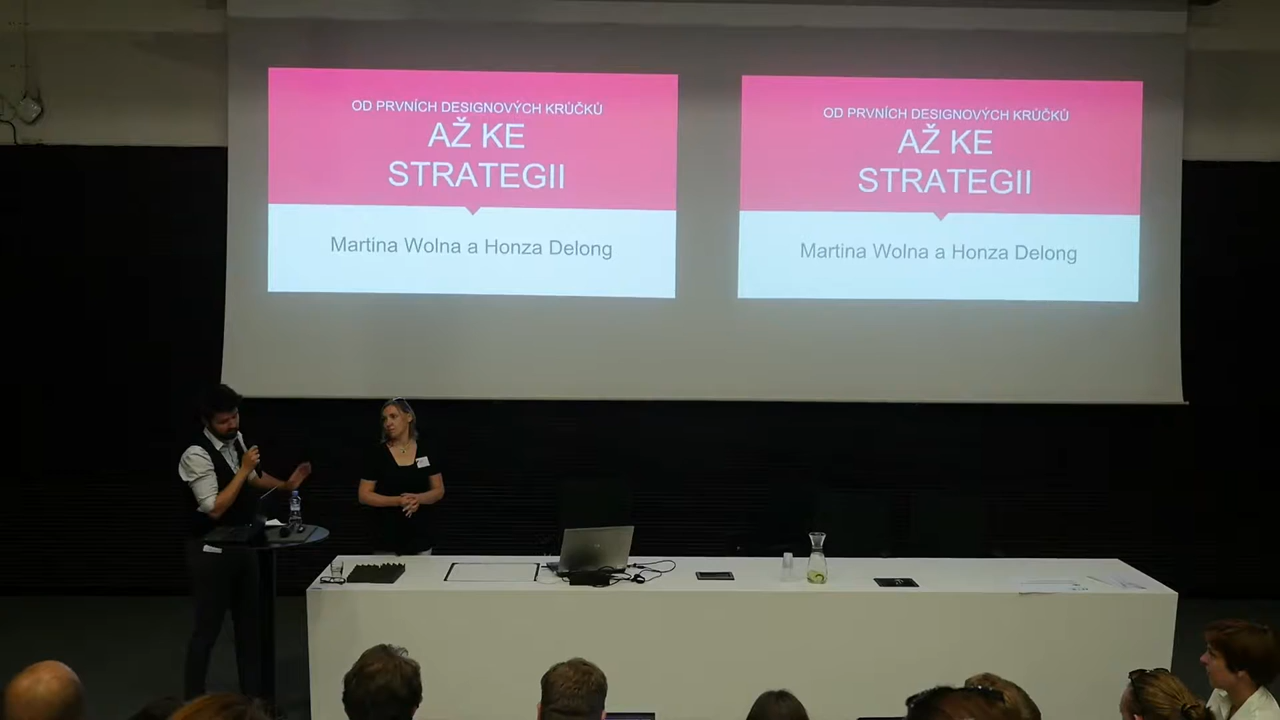 OD PRVNÍCH DESIGNOVÝCH KRŮČKŮ
AŽ KE
STRATEGII
Martina Wolna a Honza Delong
OD PRVNÍCH DESIGNOVÝCH KRŮČKŮ
AŽ KE
STRATEGII
Martina Wolna a Honza Delong